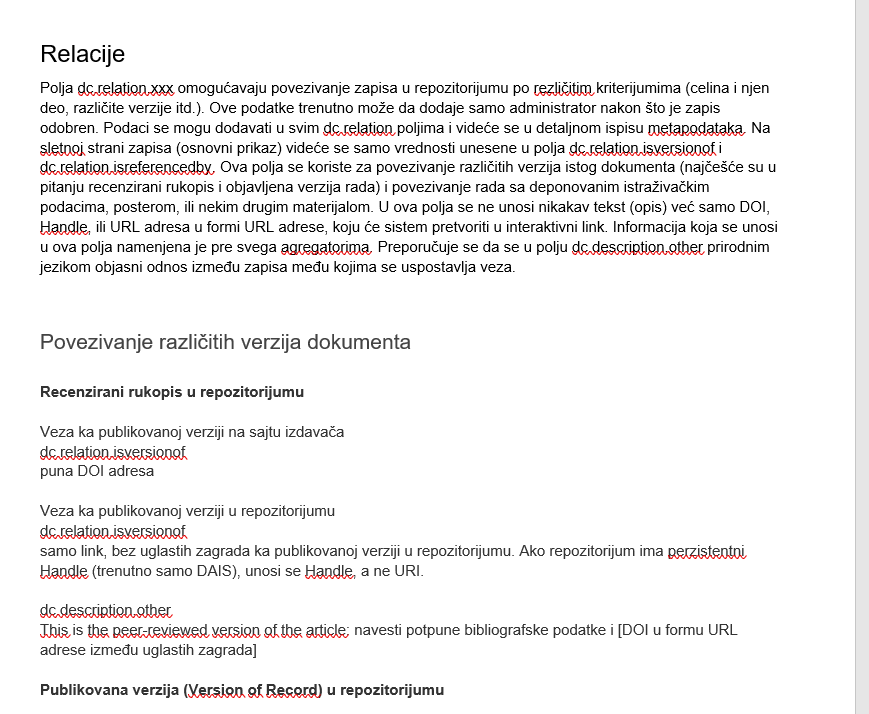 Relacije
Polja dc.relation.xxx omogućavaju povezivanje zapisa u repozitorijumu po rezličitim kriterijumima (celina i njen
deo, različite verzije itd.). Ove podatke trenutno može da dodaje samo administrator nakon što je zapis
odobren. Podaci se mogu dodavati u svim dc.relation poljima i videće se u detaljnom ispisu metapodataka. Na
sletnoj strani zapisa (osnovni prikaz) videće se samo vrednosti unesene u polja dc.relation.isversionof i
dc.relation.isreferencedby. Ova polja se koriste za povezivanje različitih verzija istog dokumenta (najčešće su u
pitanju recenzirani rukopis i objavljena verzija rada) i povezivanje rada sa deponovanim istraživačkim
podacima, posterom, ili nekim drugim materijalom. U ova polja se ne unosi nikakav tekst (opis) već samo DOI,
Handle, ili URL adresa u formi URL adrese, koju će sistem pretvoriti u interaktivni link. Informacija koja se unosi
u ova polja namenjena je pre svega agregatorima. Preporučuje se da se u polju dc.description.other prirodnim
jezikom objasni odnos između zapisa među kojima se uspostavlja veza.
Povezivanje različitih verzija dokumenta
Recenzirani rukopis u repozitorijumu
Veza ka publikovanoj verziji na sajtu izdavača
dc.relation.isversionof
puna DOI adresa
Veza ka publikovanoj verziji u repozitorijumu
dc.relation.isversionof
samo link, bez uglastih zagrada ka publikovanoj verziji u repozitorijumu. Ako repozitorijum ima perzistentni
Handle (trenutno samo DAIS), unosi se Handle, a ne URI.
dc.description.other
This is the peer-reviewed version of the article: navesti potpune bibliografske podatke i [DOI u formu URL
adrese između uglastih zagrada]
Publikovana verzija (Version of Record) u repozitorijumu